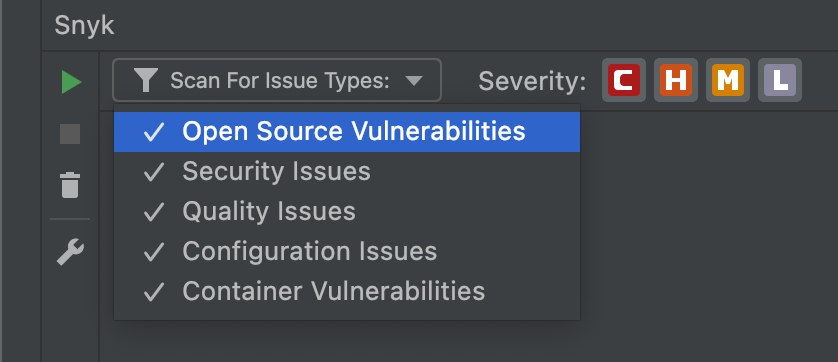 Snyk
Scan For Issue Types: Severity: C H M L
Open Source Vulnerabilities
Security Issues
Quality Issues
Configuration Issues
Container Vulnerabilities